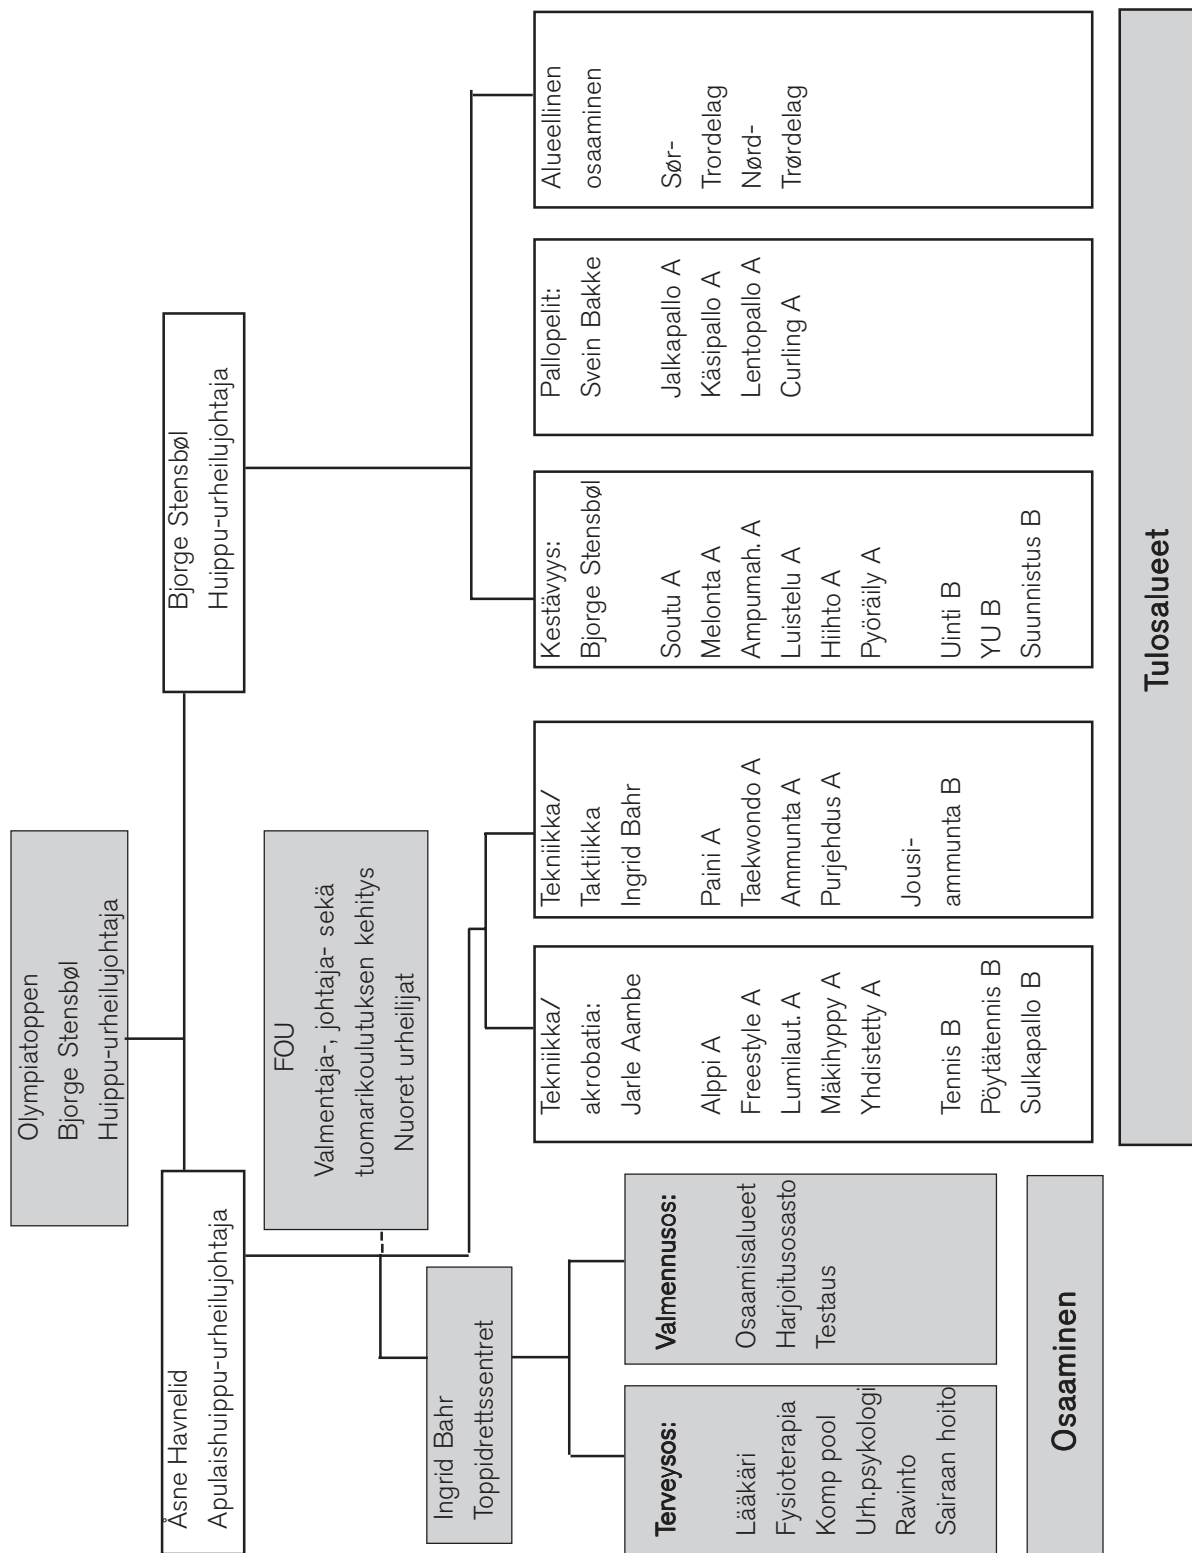 Olympiatoppen
Bjorge Stensbøl
Huippu-urheilujohtaja
Åsne Havnelid
Apulaishuippu-urheilujohtaja
Bjorge Stensbøl
Huippu-urheilujohtaja
FOU
Valmentaja-, johtaja- sekä
tuomarikoulutuksen kehitys
Nuoret urheilijat
Ingrid Bahr
Toppidrettssentret
Terveysos:
Lääkäri
Fysioterapia
Komp pool
Urh.psykologi
Ravinto
Sairaan hoito
Valmennusos:
Osaamisalueet
Harjoitusosasto
Testaus
Tekniikka/
akrobatia:
Jarle Aambe
Alppi A
Freestyle A
Lumilaut. A
Mäkihyppy A
Yhdistetty A
Tennis B
Pöytätennis B
Sulkapallo B
Tekniikka/
Taktiikka
Ingrid Bahr
Paini A
Taekwondo A
Ammunta A
Purjehdus A
Jousi-
ammunta B
Kestävyys:
Bjorge Stensbøl
Soutu A
Melonta A
Ampumah. A
Luistelu A
Hiihto A
Pyöräily A
Uinti B
YU B
Suunnistus B
Pallopelit:
Svein Bakke
Jalkapallo A
Käsipallo A
Lentopallo A
Curling A
Alueellinen
osaaminen
Sør-
Trordelag
Nørd-
Trørdelag
Osaaminen
Tulosalueet